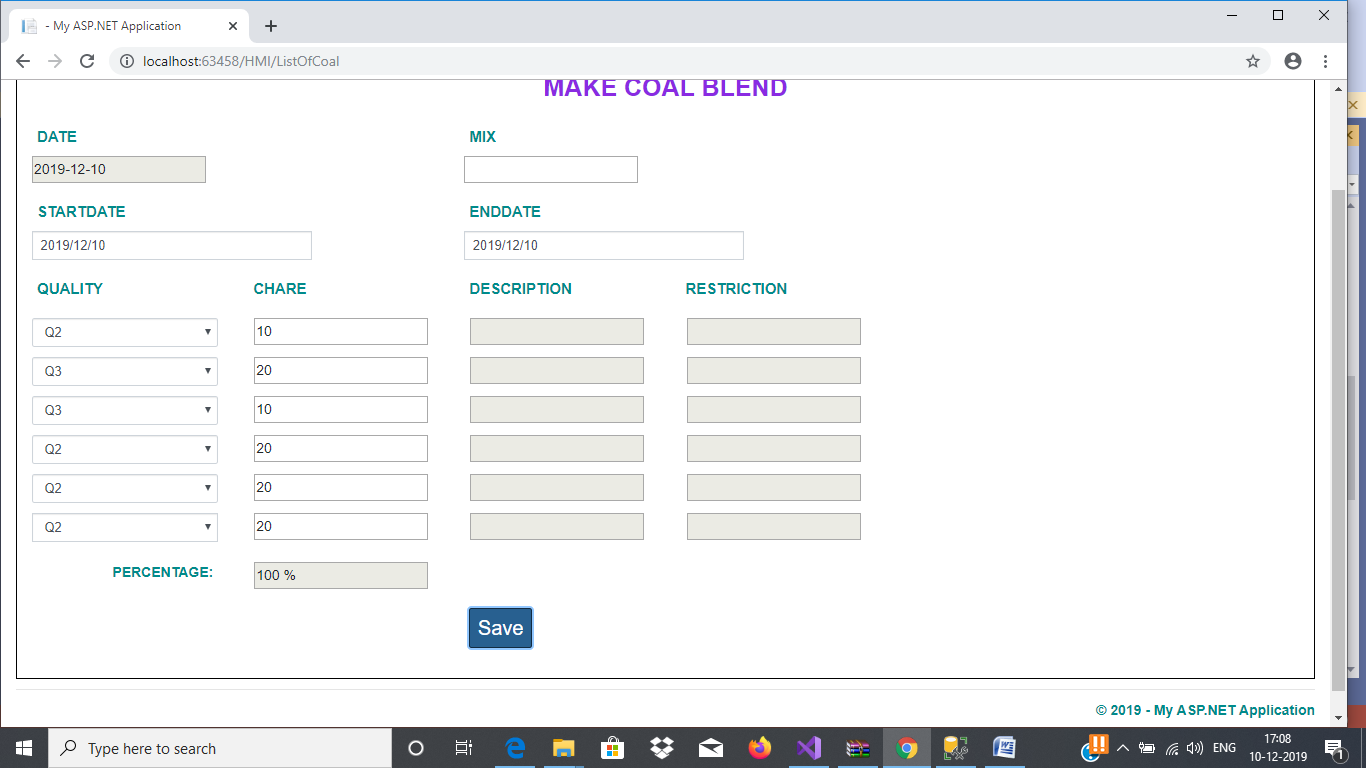 - My ASP.NET Application
localhost:63458/HMI/ListOfCoal
MAKE COAL BLEND
DATE MIX
2019-12-10
STARTDATE ENDDATE
2019/12/10 2019/12/10
QUALITY CHARE DESCRIPTION RESTRICTION
Q2 10
Q3 20
Q3 10
Q2 20
Q2 20
Q2 20
PERCENTAGE: 100 %
Save
© 2019 - My ASP.NET Application
Type here to search
ENG
17:08
10-12-2019
1